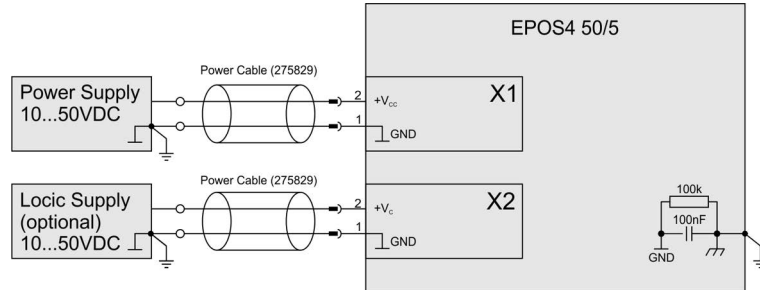 EPOS4 50/5
Power Cable (275829)
Power Supply
10...50VDC
2
+Vcc
X1
1
GND
Power Cable (275829)
Locic Supply
(optional)
10...50VDC
2
+Vc
X2
1
GND
100k
100nF
GND